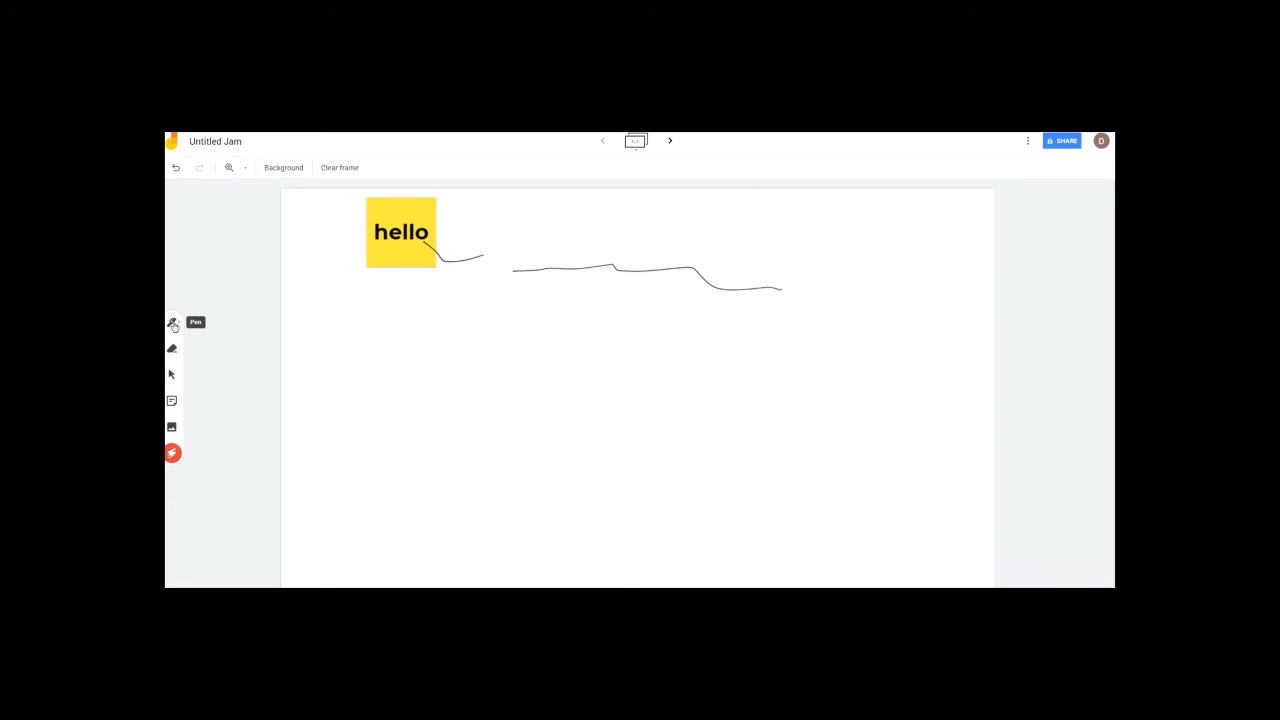 Untitled Jam
SHARE
D
Background
Clear frame
hello
Pen